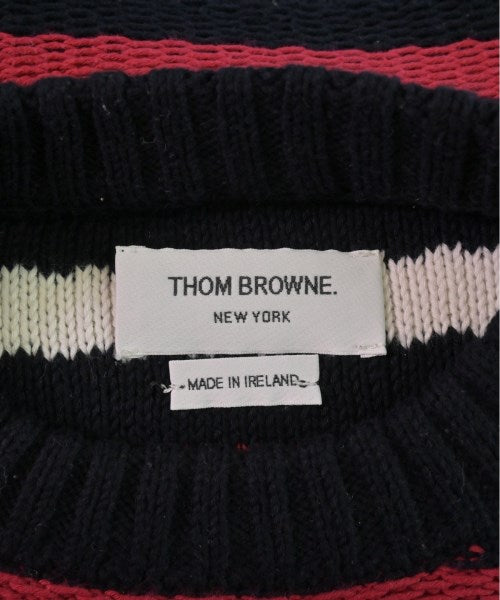 THOM BROWNE.
NEW YORK
MADE IN IRELAND